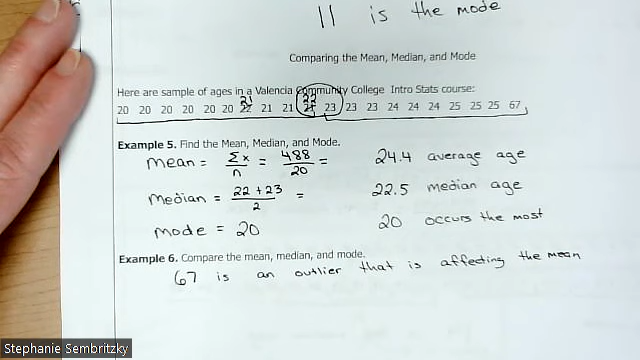 11 is the mode
Comparing the Mean, Median, and Mode
Here are sample of ages in a Valencia Community College Intro Stats course:
21 22
20 20 20 20 20 20 22 21 21 21 23 23 23 24 24 24 25 25 25 67
Example 5. Find the Mean, Median, and Mode.
mean = Σx/n = 488/20 = 24.4 average age
Median = 22+23/2 = 22.5 median age
mode = 20 20 occurs the most
Example 6. Compare the mean, median, and mode.
67 is an outlier that is affecting the mean
Stephanie Sembritzky